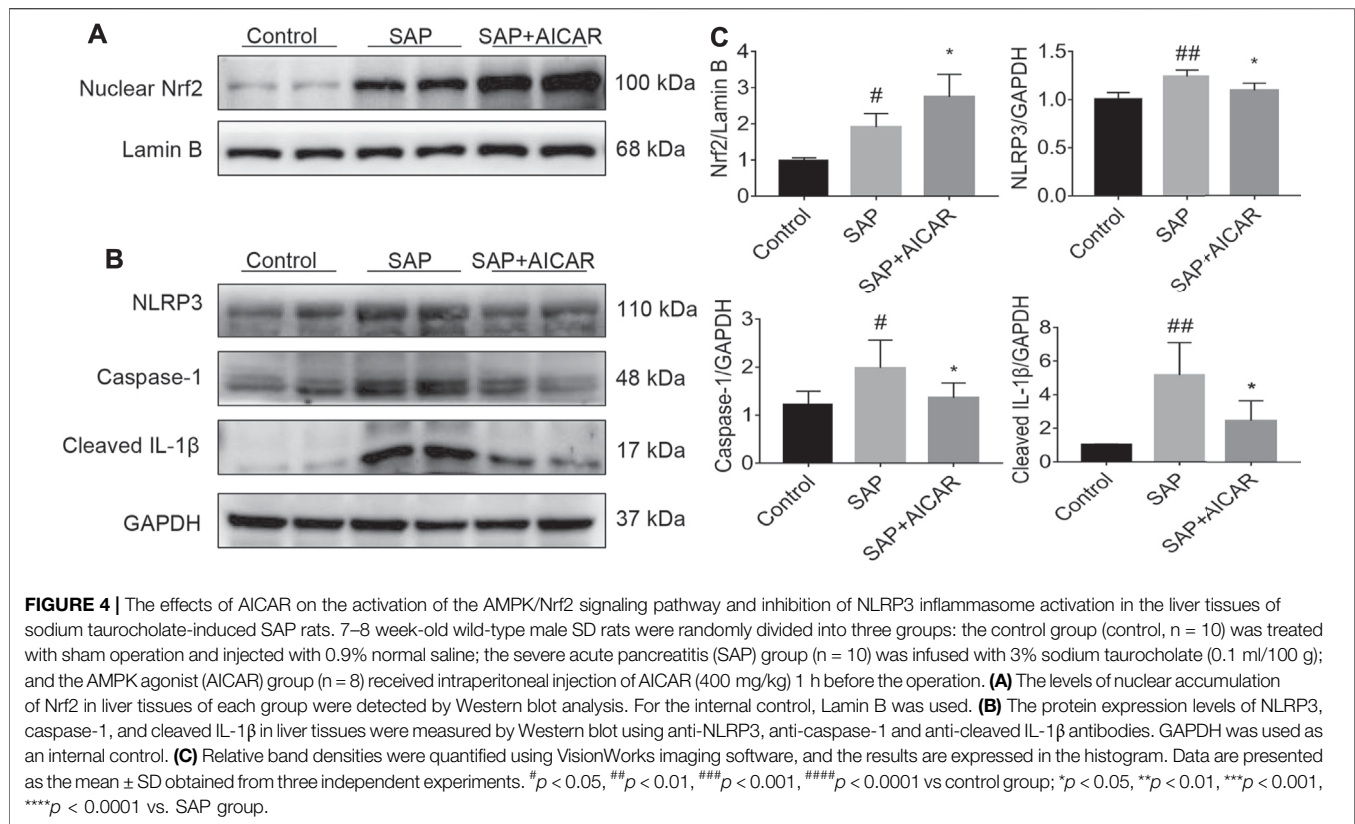 A
Control SAP SAP+AICAR
Nuclear Nrf2 100 kDa
Lamin B 68 kDa
B
Control SAP SAP+AICAR
NLRP3 110 kDa
Caspase-1 48 kDa
Cleaved IL-1β 17 kDa
GAPDH 37 kDa
C
Nrf2/Lamin B
4
3
2
1
0
#
*
Control
SAP
SAP+AICAR
NLRP3/GAPDH
1.5
1.0
0.5
0.0
##
*
Control
SAP
SAP+AICAR
Caspase-1/GAPDH
3
2
1
0
#
*
Control
SAP
SAP+AICAR
Cleaved IL-1β/GAPDH
8
6
4
2
0
##
*
Control
SAP
SAP+AICAR
FIGURE 4 | The effects of AICAR on the activation of the AMPK/Nrf2 signaling pathway and inhibition of NLRP3 inflammasome activation in the liver tissues of
sodium taurocholate-induced SAP rats. 7–8 week-old wild-type male SD rats were randomly divided into three groups: the control group (control, n = 10) was treated
with sham operation and injected with 0.9% normal saline; the severe acute pancreatitis (SAP) group (n = 10) was infused with 3% sodium taurocholate (0.1 ml/100 g);
and the AMPK agonist (AICAR) group (n = 8) received intraperitoneal injection of AICAR (400 mg/kg) 1 h before the operation. (A) The levels of nuclear accumulation
of Nrf2 in liver tissues of each group were detected by Western blot analysis. For the internal control, Lamin B was used. (B) The protein expression levels of NLRP3,
caspase-1, and cleaved IL-1β in liver tissues were measured by Western blot using anti-NLRP3, anti-caspase-1 and anti-cleaved IL-1β antibodies. GAPDH was used as
an internal control. (C) Relative band densities were quantified using VisionWorks imaging software, and the results are expressed in the histogram. Data are presented
as the mean ± SD obtained from three independent experiments. #p < 0.05, ##p < 0.01, ###p < 0.001, ####p < 0.0001 vs control group; *p < 0.05, **p < 0.01, ***p < 0.001,
****p < 0.0001 vs. SAP group.